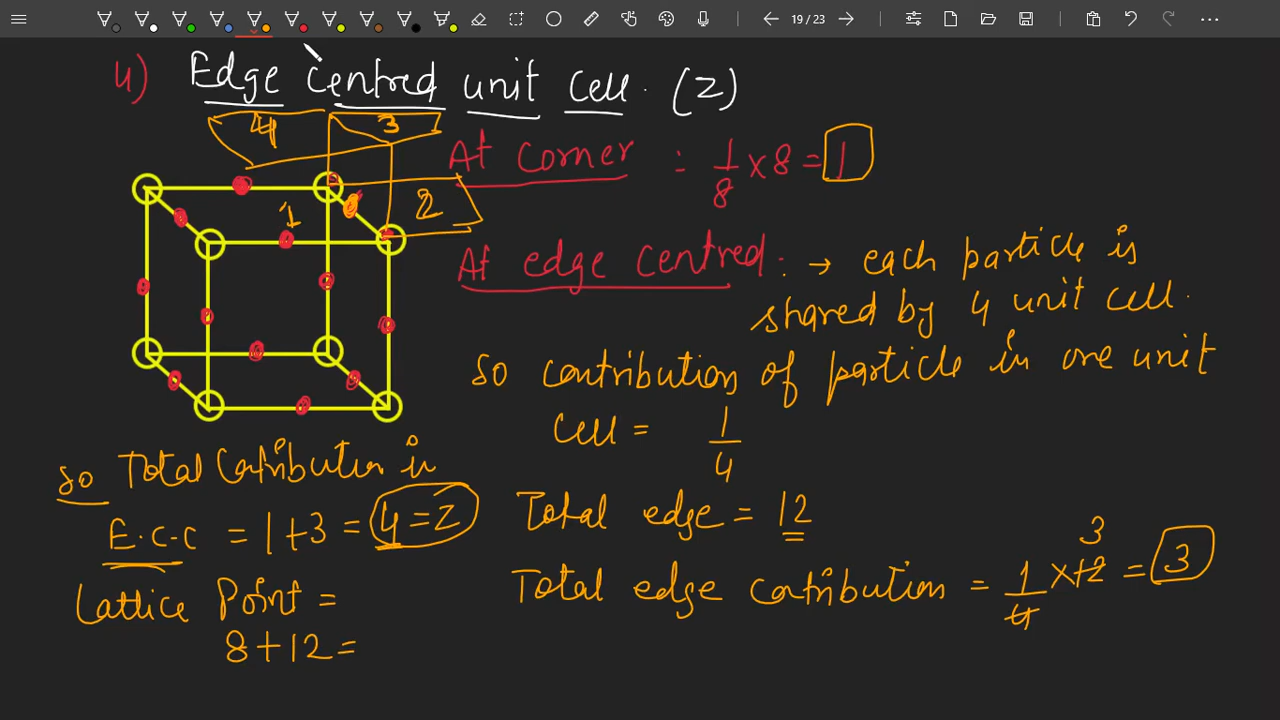 19 / 23
4) Edge Centred unit Cell. (Z)
4 3
2
1
At Corner : 1/8 x 8 = 1
At edge Centred. → each particle is
shared by 4 unit cell.
So contribution of particle in one unit
Cell = 1/4
Total edge = 12
Total edge contribution = 1/4 x 12 = 3
3
So Total Contribution is
E.C.C = 1+3 = 4 = Z
Lattice Point =
8+12=